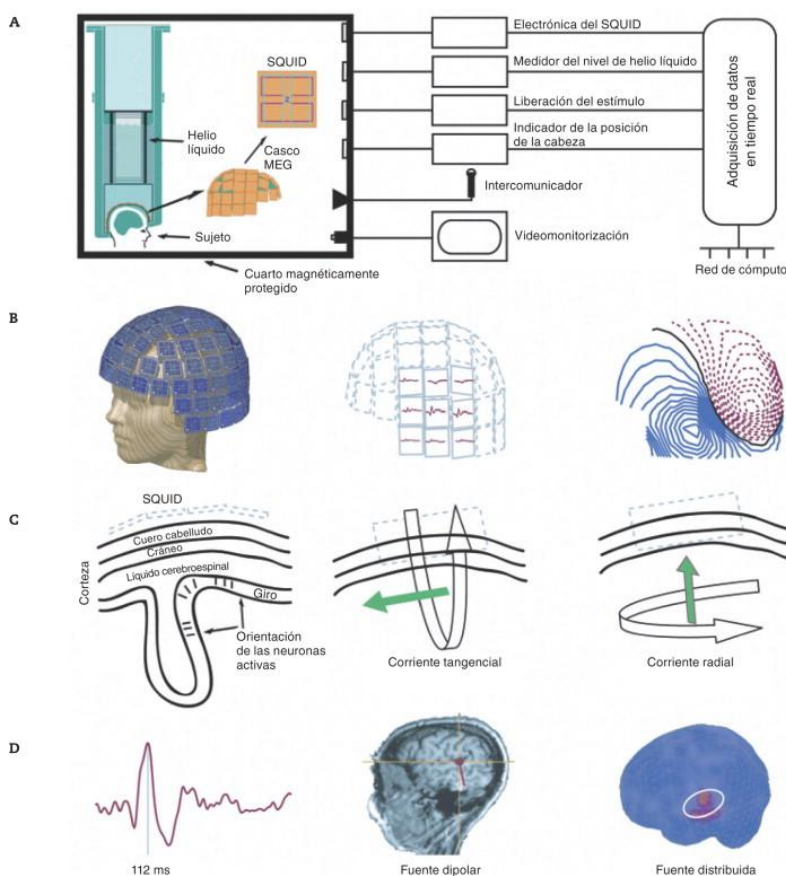 A
Electrónica del SQUID
SQUID
Medidor del nivel de helio líquido
Liberación del estímulo
Helio
líquido
Casco
MEG
Indicador de la posición
de la cabeza
Adquisición de datos
en tiempo real
Intercomunicador
Sujeto
Videomonitorización
Cuarto magnéticamente
protegido
Red de cómputo
B
C
SQUID
Cuero cabelludo
Cráneo
Líquido cerebroespinal
Corteza
Giro
Orientación
de las neuronas
activas
Corriente tangencial
Corriente radial
D
112 ms
Fuente dipolar
Fuente distribuida